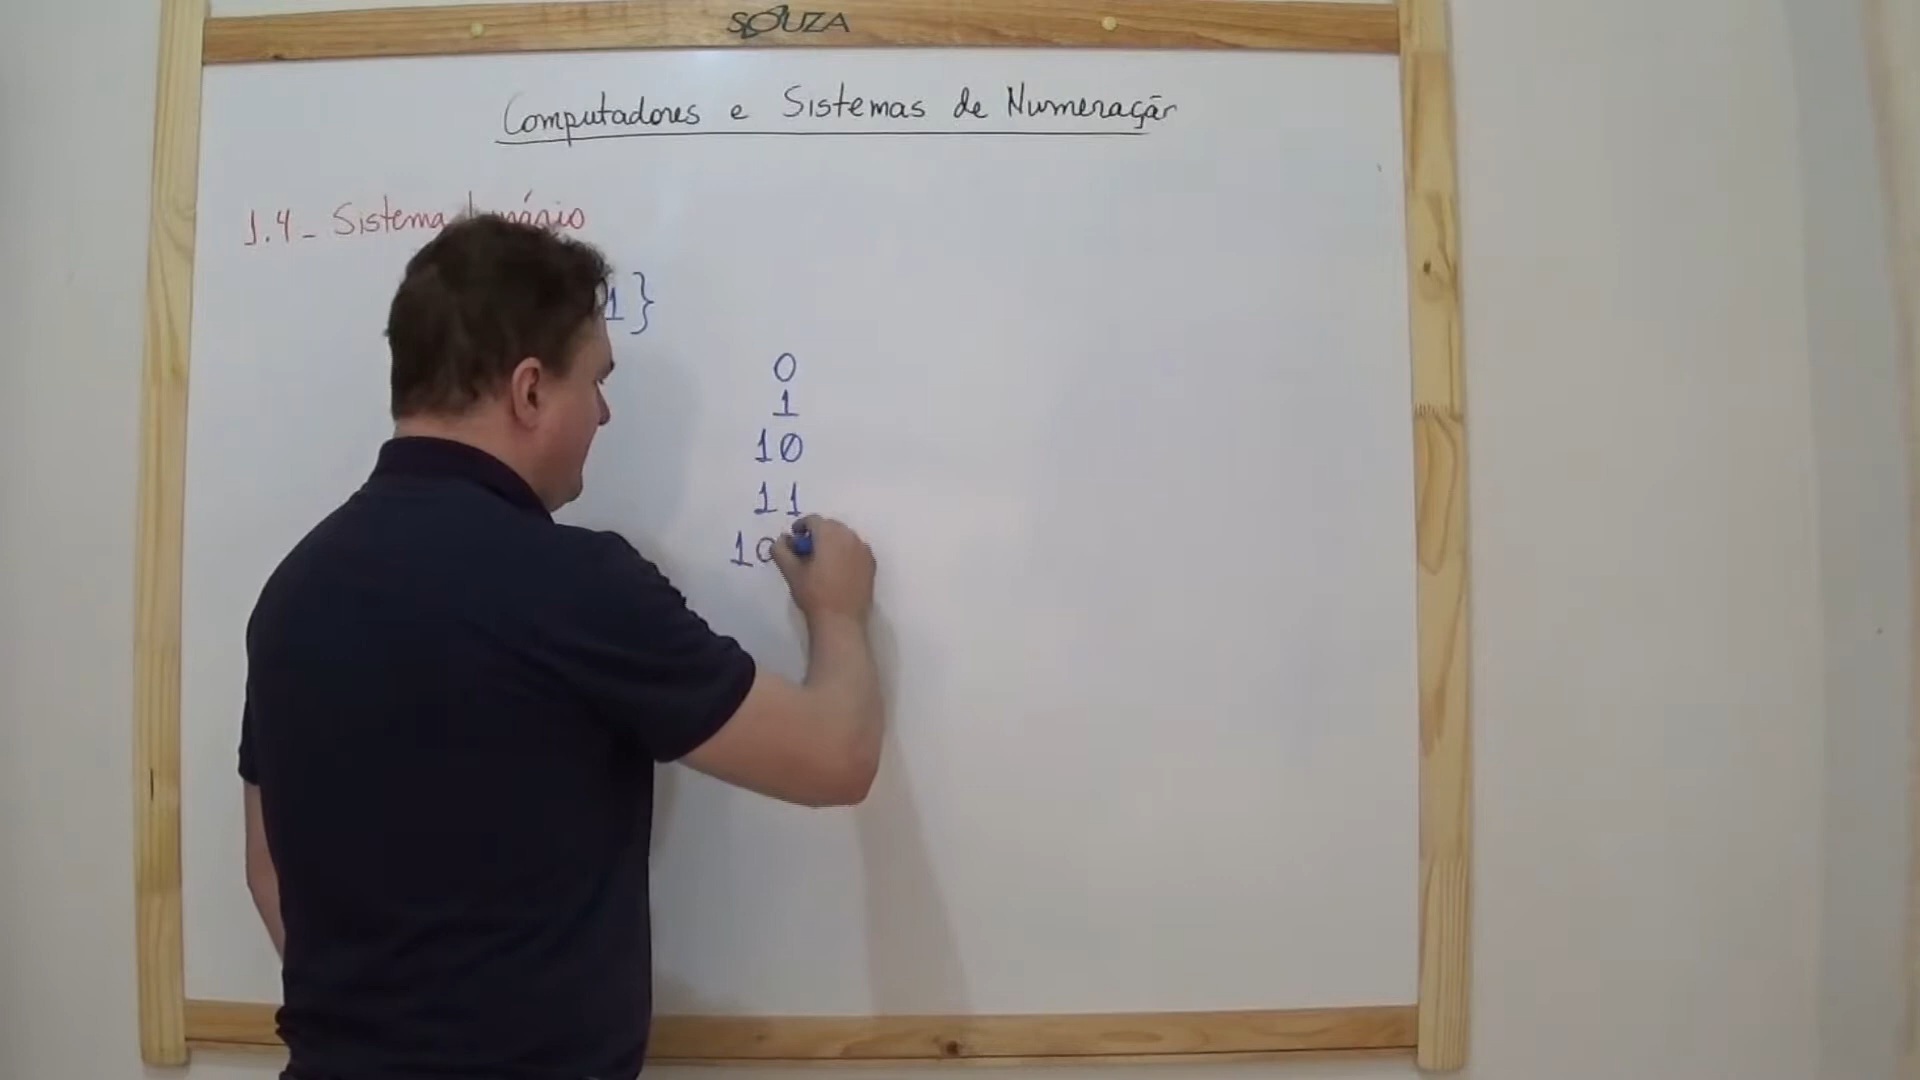 SOUZA
Computadores e Sistemas de Numeração
1.4 - Sistema
1}
0
1
10
11
10